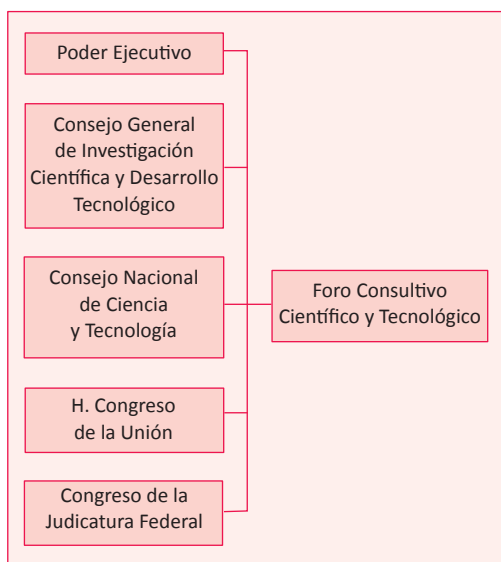 Poder Ejecutivo
Consejo General
de Investigación
Científica y Desarrollo
Tecnológico
Consejo Nacional
de Ciencia
y Tecnología
Foro Consultivo
Científico y Tecnológico
H. Congreso
de la Unión
Congreso de la
Judicatura Federal